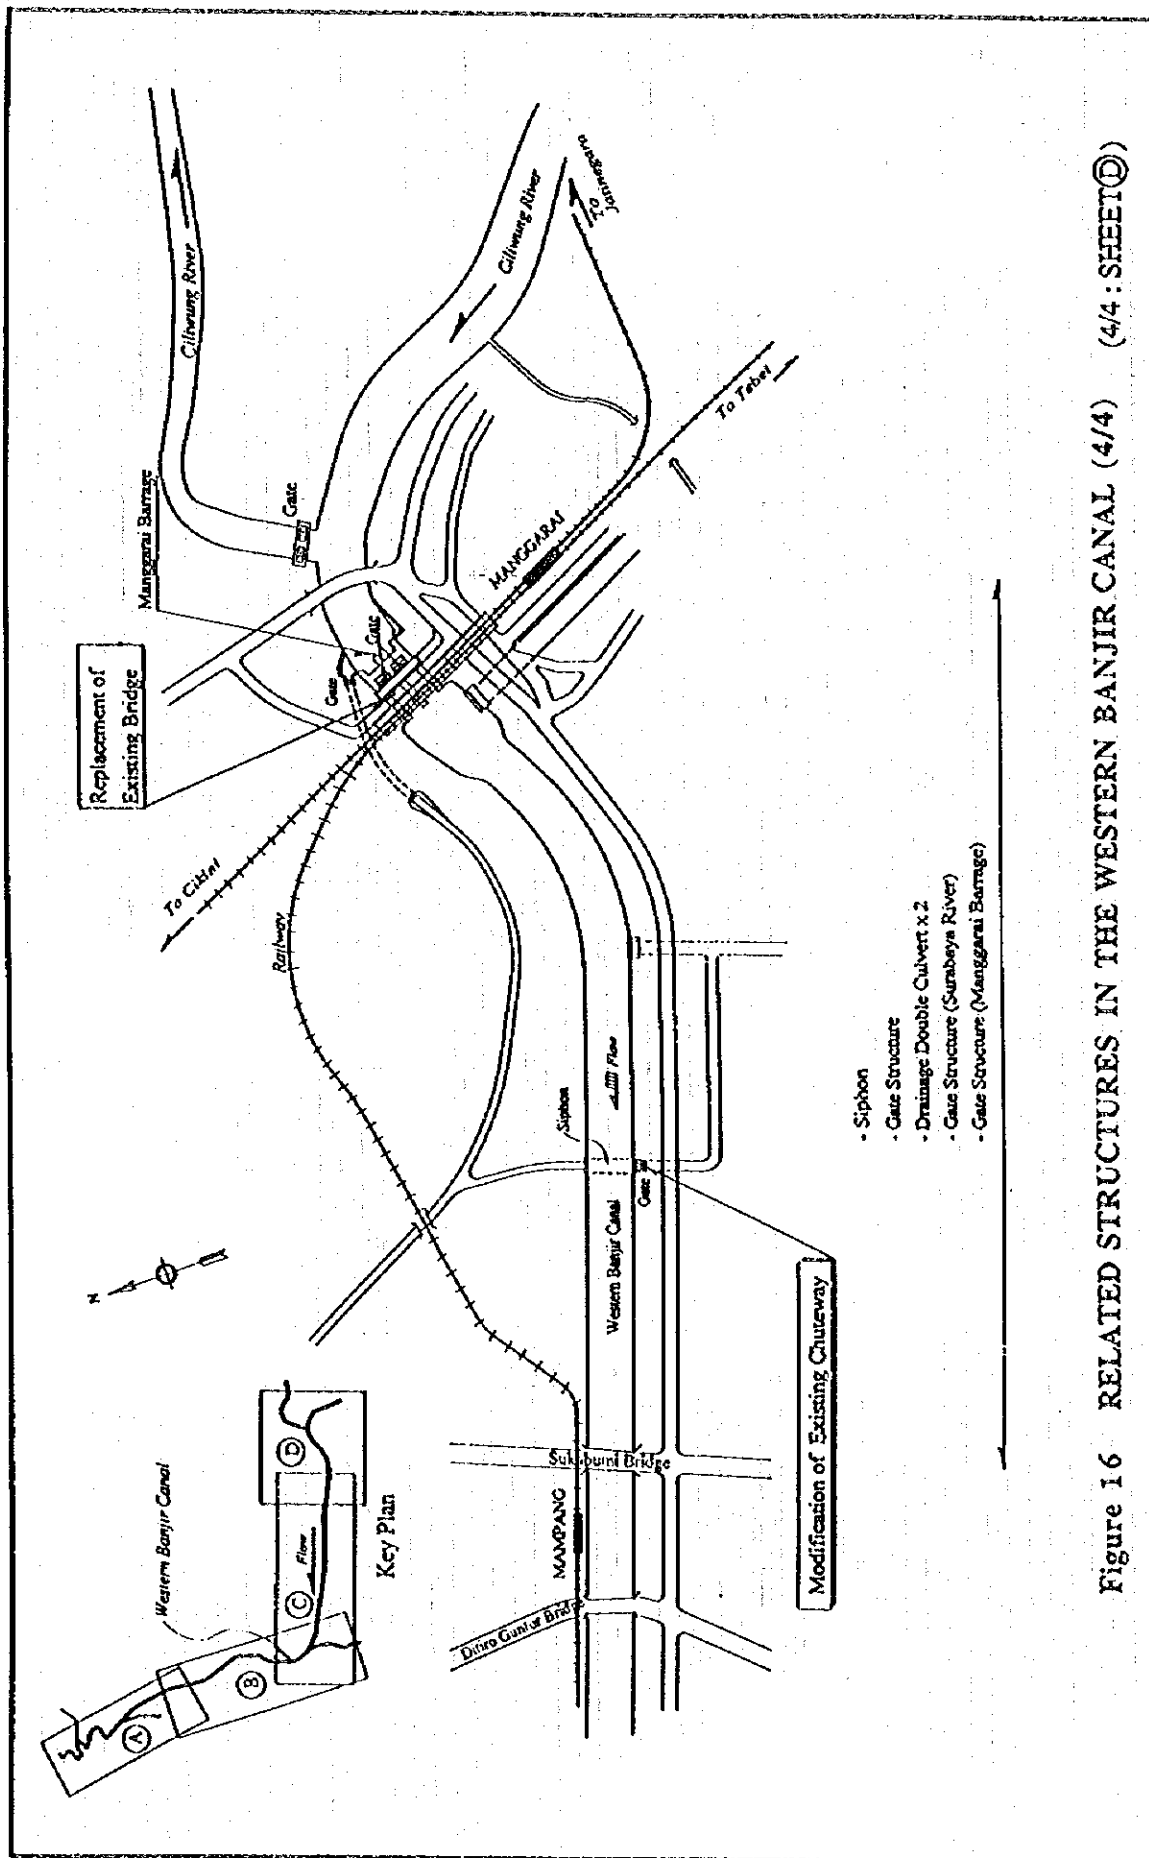 Ciliwung River
Ciliwung River
To
Jatinegara
Manggarai Barrage
Gate
Replacement of
Existing Bridge
Gate
Gate
MANGGARAI
To Tebet
To Cikini
Railway
Siphon
Flow
Western Banjir Canal
Gate
N
Western Banjir Canal
A
B
C
D
Flow
Key Plan
Sukabumi Bridge
MAMPANG
Guntur Bridge
Modification of Existing Chuteway
- Siphon
- Gate Structure
- Drainage Double Culvert x 2
- Gate Structure (Surabaya River)
- Gate Structure (Manggarai Barrage)
Figure 16 RELATED STRUCTURES IN THE WESTERN BANJIR CANAL (4/4) (4/4 : SHEET Ⓓ)